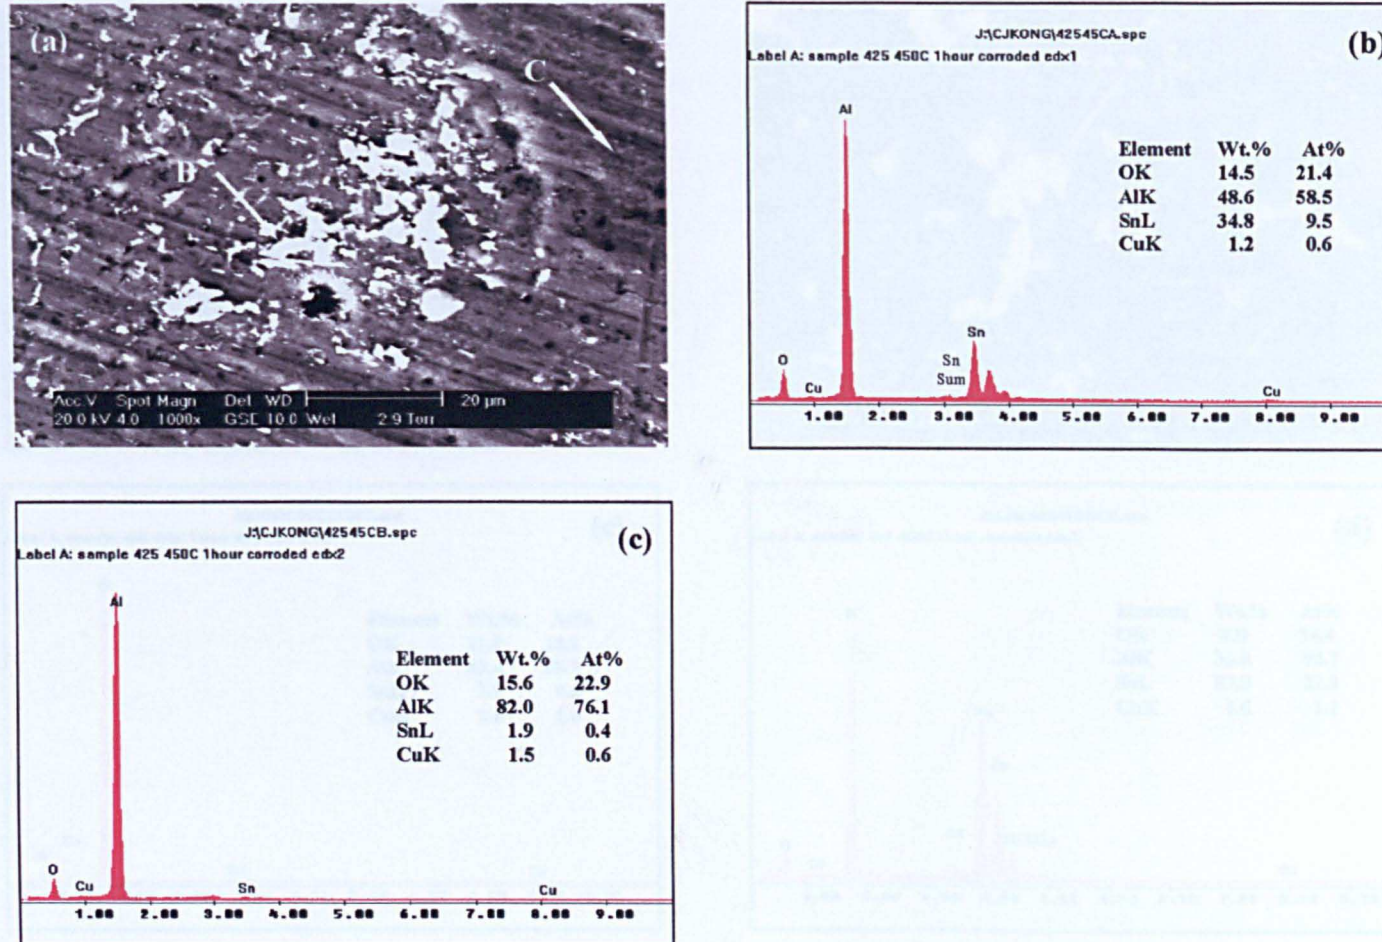 (a)
C
B
Acc.V Spot Magn Det WD 20 µm
20.0 kV 4.0 1000x GSE 10.0 Wet 2.9 Torr
J:\CJKONG\42545CA.spc
(b)
Label A: sample 425 450C 1hour corroded edx1
Al
Element Wt.% At%
OK 14.5 21.4
AlK 48.6 58.5
SnL 34.8 9.5
CuK 1.2 0.6
O
Cu
Sn
Sum
Sn
Cu
1.00 2.00 3.00 4.00 5.00 6.00 7.00 8.00 9.00
J:\CJKONG\42545CB.spc
(c)
Label A: sample 425 450C 1hour corroded edx2
Al
Element Wt.% At%
OK 15.6 22.9
AlK 82.0 76.1
SnL 1.9 0.4
CuK 1.5 0.6
O
Cu
Sn
Cu
1.00 2.00 3.00 4.00 5.00 6.00 7.00 8.00 9.00